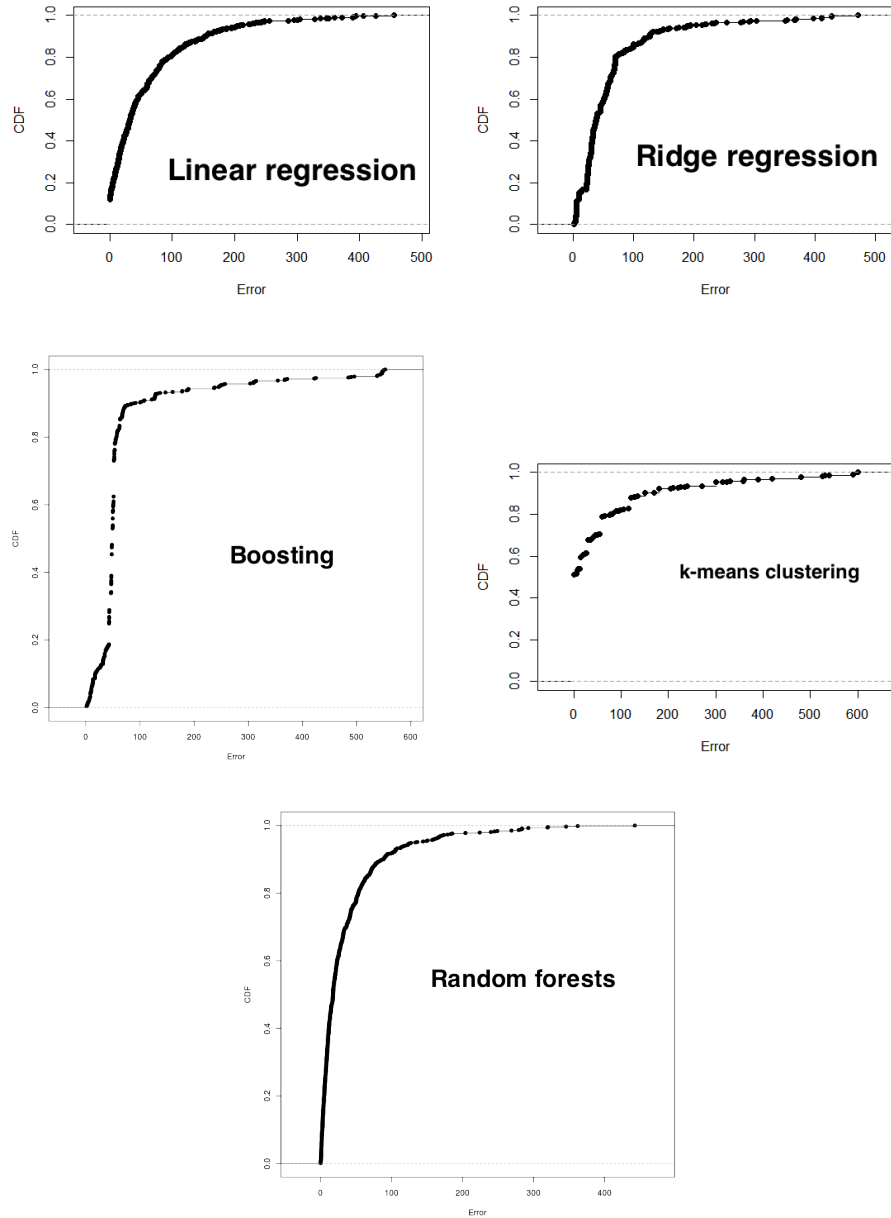 CDF
0.0 0.2 0.4 0.6 0.8 1.0
Linear regression
0 100 200 300 400 500
Error
CDF
0.0 0.2 0.4 0.6 0.8 1.0
Ridge regression
0 100 200 300 400 500
Error
CDF
0.0 0.2 0.4 0.6 0.8 1.0
Boosting
0 100 200 300 400 500 600
Error
CDF
0.0 0.2 0.4 0.6 0.8 1.0
k-means clustering
0 100 200 300 400 500 600
Error
CDF
0.0 0.2 0.4 0.6 0.8 1.0
Random forests
0 100 200 300 400
Error